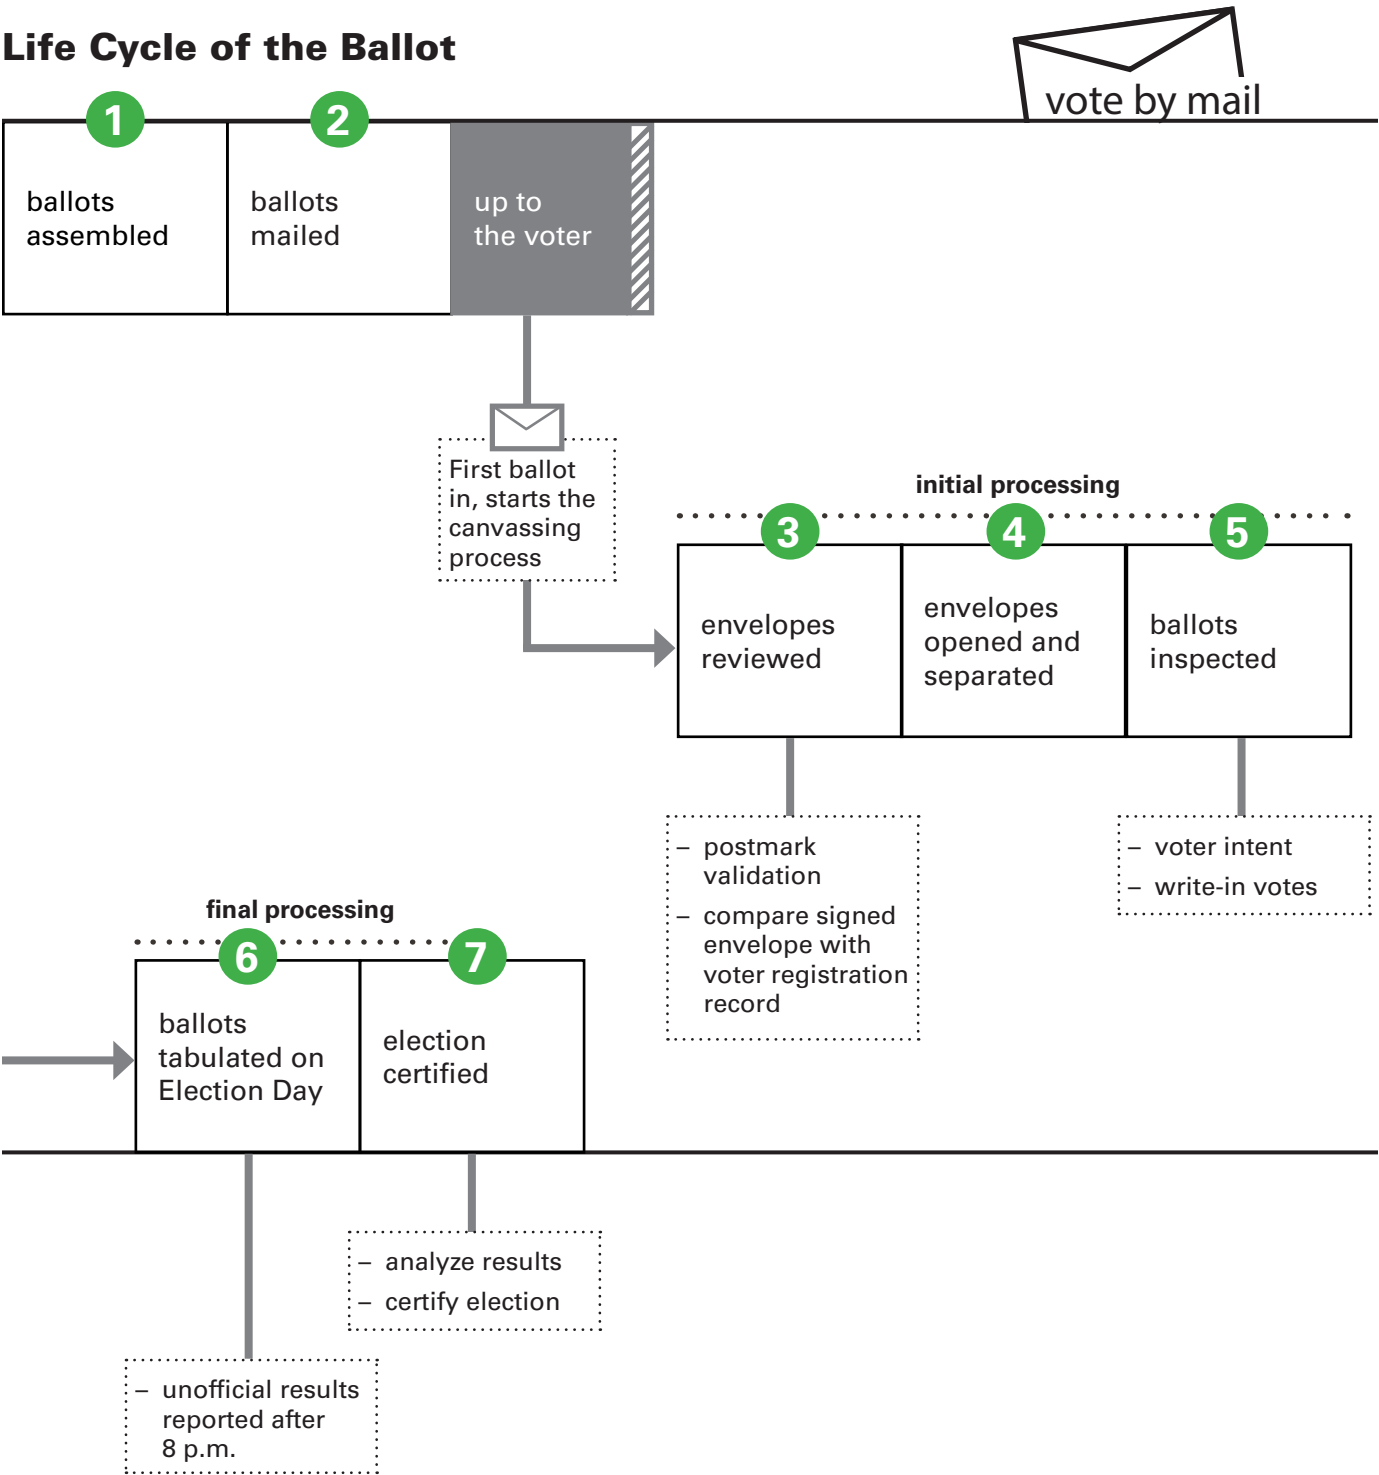 Life Cycle of the Ballot
vote by mail
1
2
ballots
assembled
ballots
mailed
up to
the voter
First ballot
in, starts the
canvassing
process
initial processing
3
4
5
envelopes
reviewed
envelopes
opened and
separated
ballots
inspected
– postmark
validation
– compare signed
envelope with
voter registration
record
– voter intent
– write-in votes
final processing
6
7
ballots
tabulated on
Election Day
election
certified
– analyze results
– certify election
– unofficial results
reported after
8 p.m.